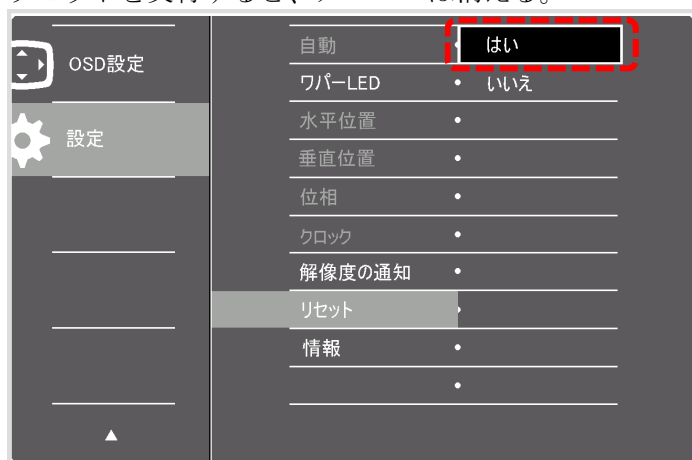 OSD設定
設定
自動
ワパーLED
水平位置
垂直位置
位相
クロック
解像度の通知
リセット
情報
はい
いいえ